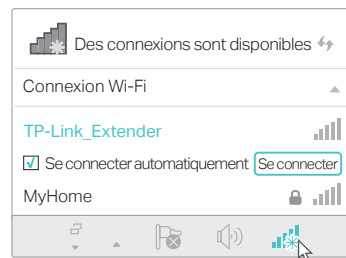 Des connexions sont disponibles
Connexion Wi-Fi
TP-Link_Extender
Se connecter automatiquement Se connecter
MyHome